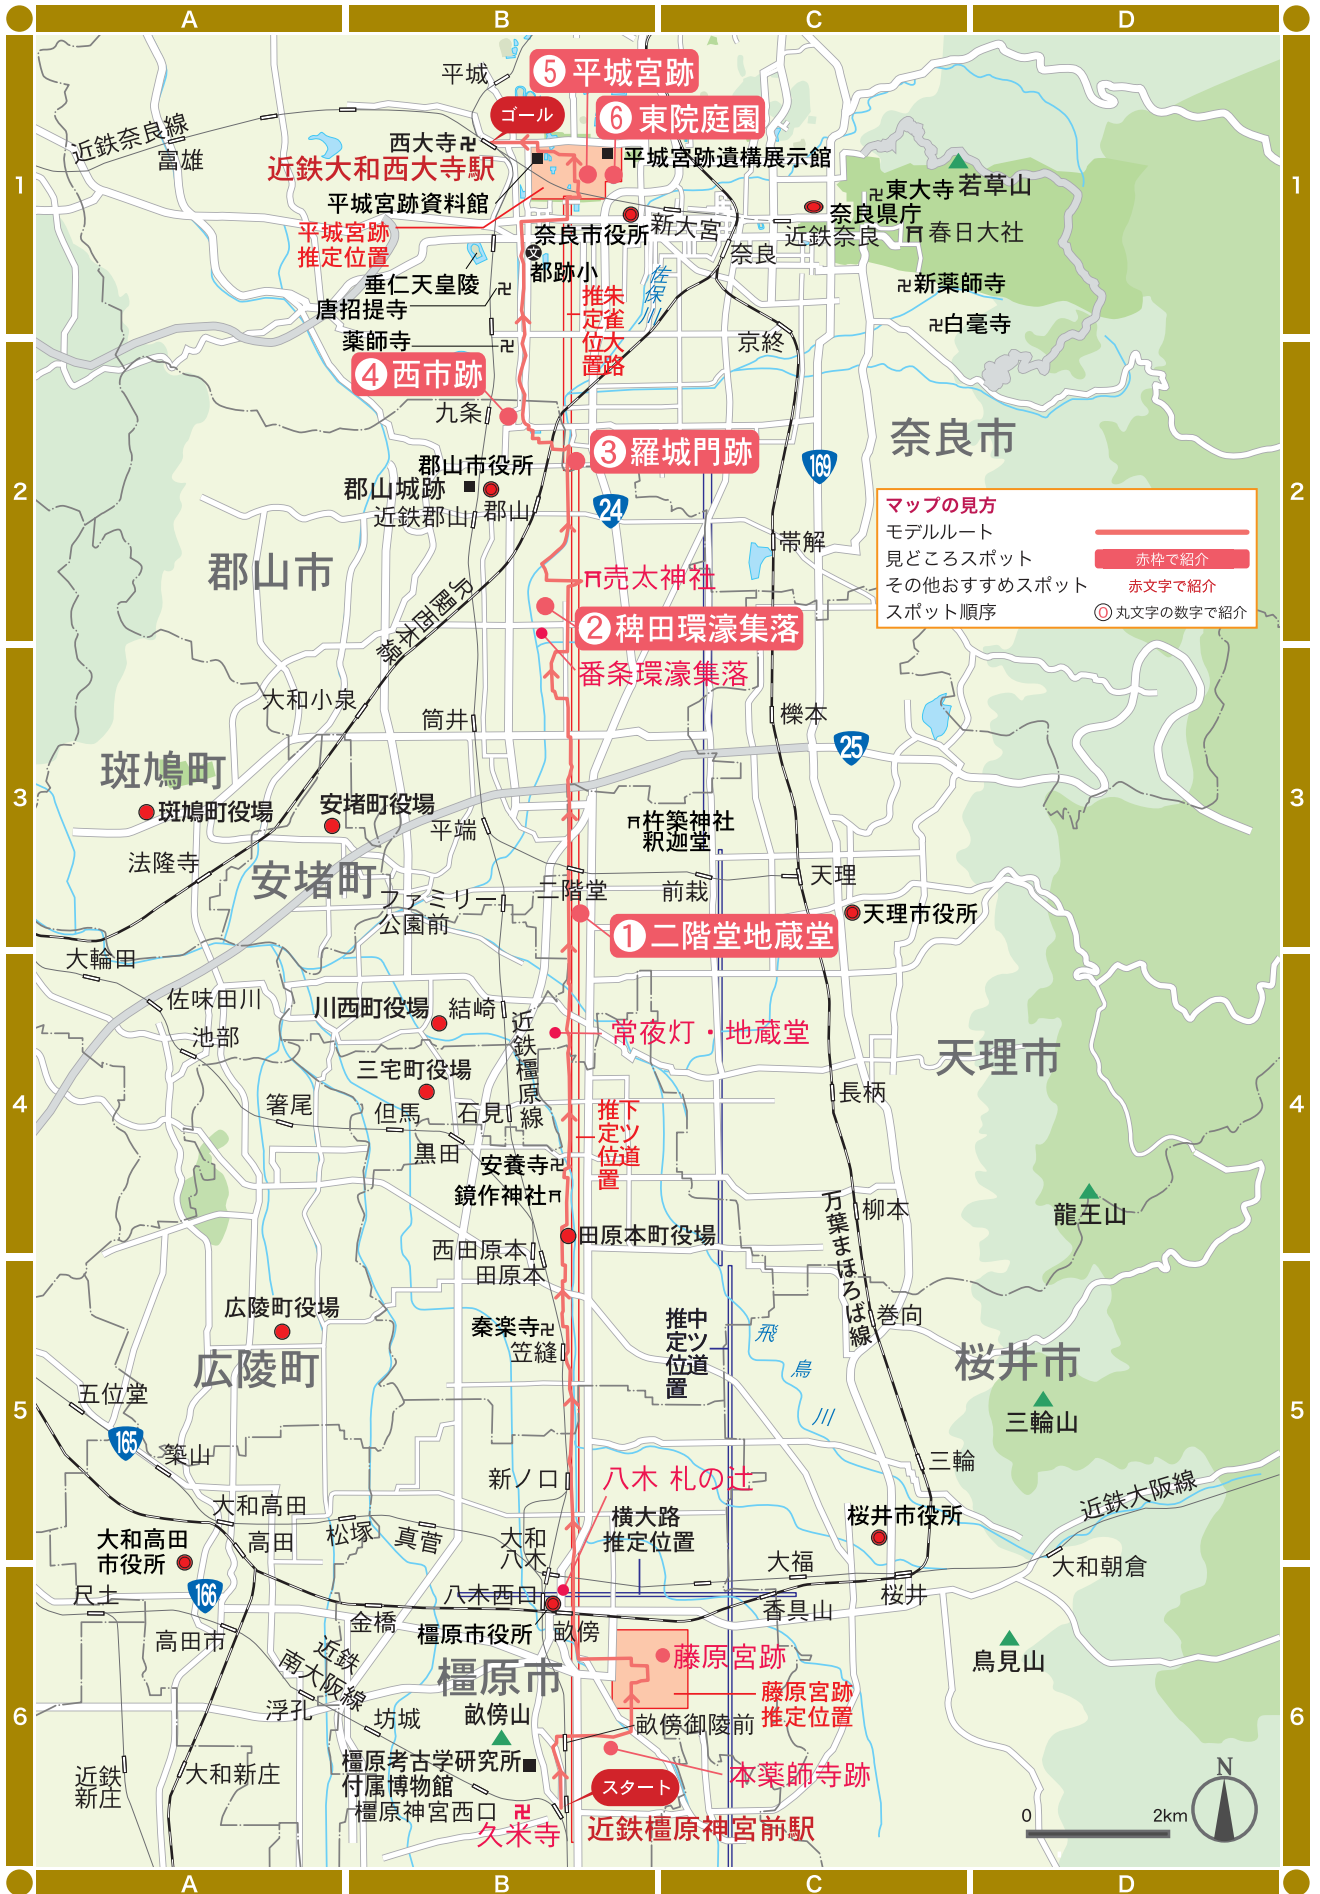 A B C D
1
2
3
4
5
6
1
2
3
4
5
6
平城
⑤平城宮跡
ゴール
⑥東院庭園
近鉄奈良線
富雄
西大寺
近鉄大和西大寺駅
平城宮跡遺構展示館
平城宮跡資料館
東大寺
若草山
奈良県庁
平城宮跡
推定位置
奈良市役所
新大宮
近鉄奈良
春日大社
奈良
文
都跡小
垂仁天皇陵
唐招提寺
佐保川
新薬師寺
朱雀大路
推定位置
白毫寺
薬師寺
京終
④西市跡
九条
奈良市
③羅城門跡
郡山市役所
郡山城跡
169
近鉄郡山
郡山
24
マップの見方
モデルルート
見どころスポット
赤枠で紹介
その他おすすめスポット
赤文字で紹介
スポット順序
0
丸文字の数字で紹介
帯解
郡山市
JR関西本線
売太神社
②稗田環濠集落
番条環濠集落
大和小泉
筒井
櫟本
25
斑鳩町
斑鳩町役場
安堵町役場
平端
杵築神社
釈迦堂
法隆寺
安堵町
ファミリー
公園前
二階堂
前栽
天理
天理市役所
①二階堂地蔵堂
大輪田
佐味田川
川西町役場
結崎
池部
近鉄橿原線
常夜灯・地蔵堂
天理市
三宅町役場
箸尾
但馬
石見
長柄
下ツ道
推定位置
黒田
安養寺
鏡作神社
万葉まほろば線
柳本
龍王山
田原本町役場
西田原本
田原本
広陵町役場
秦楽寺
笠縫
中ツ道
推定位置
飛鳥川
巻向
桜井市
広陵町
三輪山
五位堂
165
築山
新ノ口
八木 札の辻
三輪
近鉄大阪線
大和高田
高田
松塚
真菅
大和
八木
横大路
推定位置
桜井市役所
大和高田
市役所
大福
大和朝倉
尺土
166
八木西口
桜井
香具山
金橋
高田市
橿原市役所
畝傍
近鉄
南大阪線
橿原市
藤原宮跡
鳥見山
藤原宮跡
推定位置
浮孔
坊城
畝傍山
畝傍御陵前
橿原考古学研究所
付属博物館
近鉄
新庄
大和新庄
本薬師寺跡
スタート
橿原神宮西口
久米寺
近鉄橿原神宮前駅
N
0
2km
A B C D